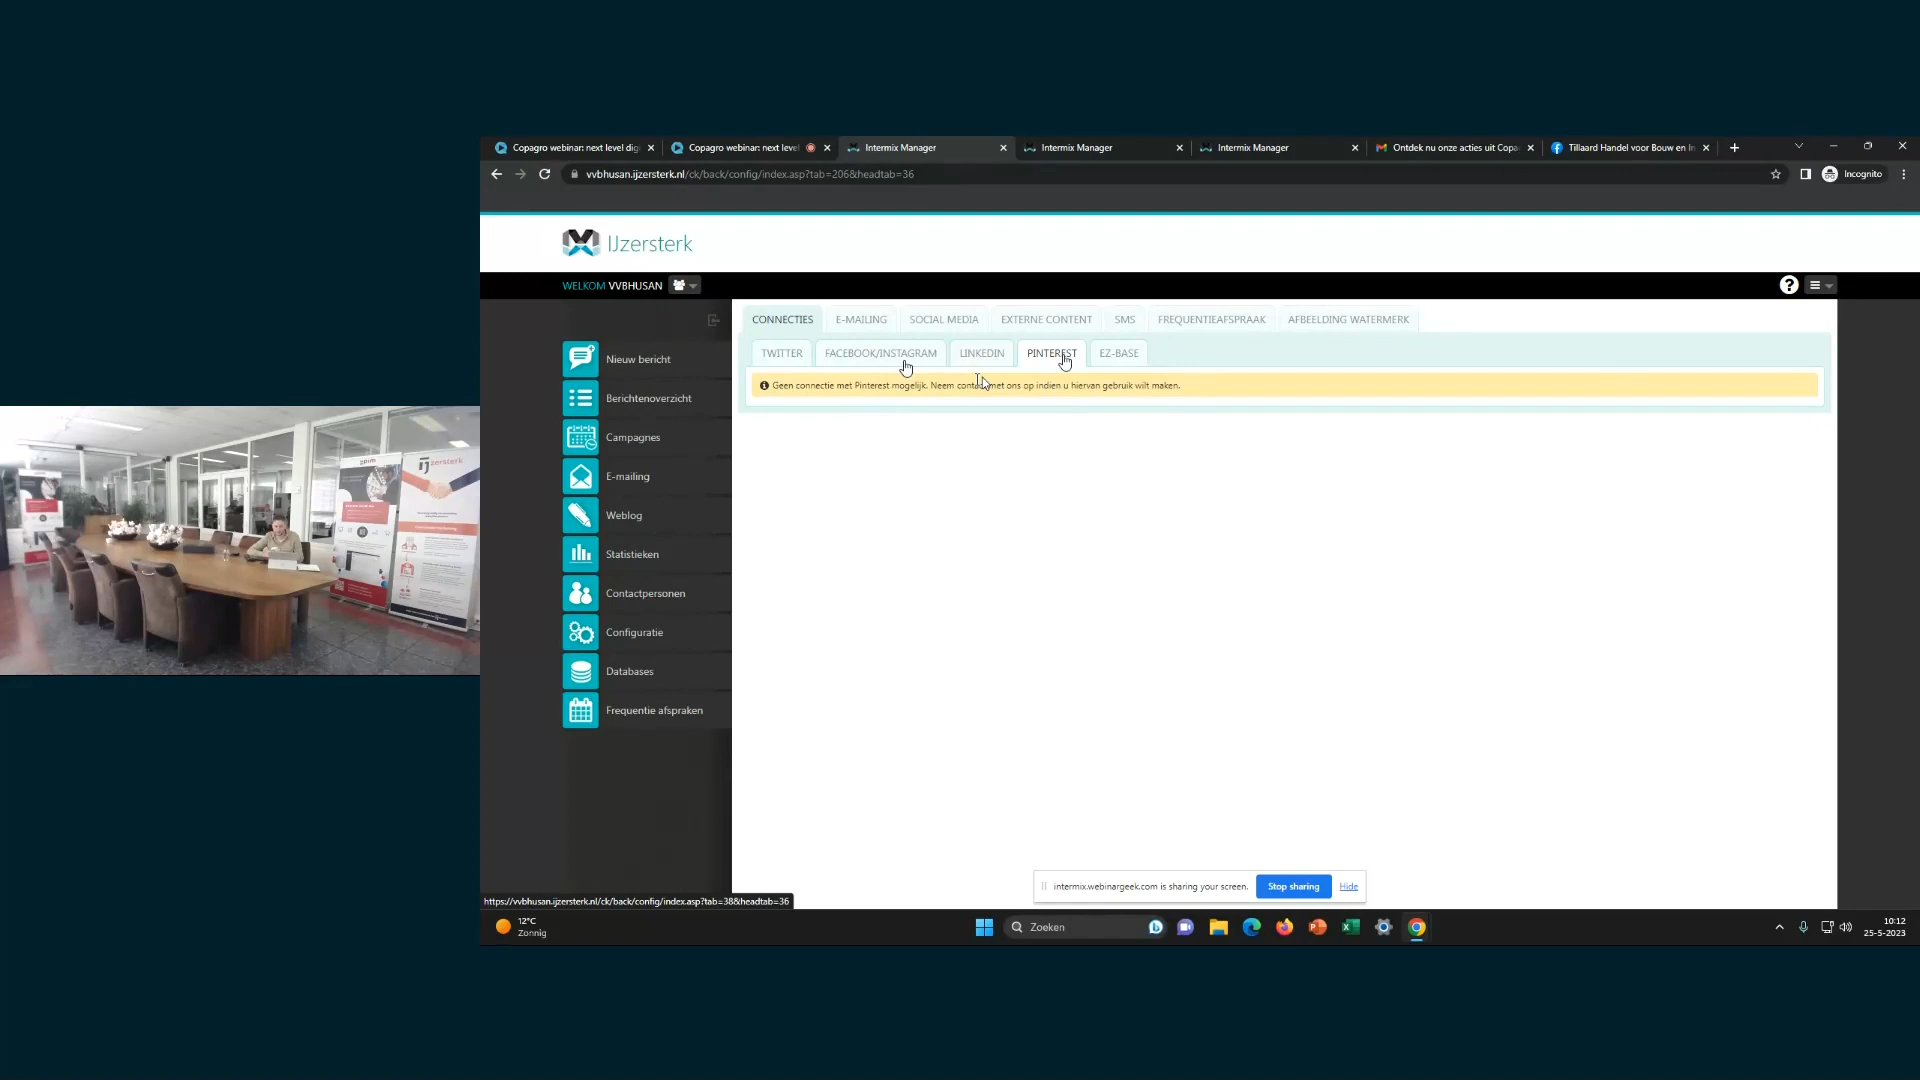 Copagro webinar: next level dig
Copagro webinar: next leve
Intermix Manager
Intermix Manager
Intermix Manager
Ontdek nu onze acties uit Copa
Tillaard Handel voor Bouw en In
vvbhusan.ijzersterk.nl/ck/back/config/index.asp?tab=206&headtab=36
Incognito
IJzersterk
WELKOM VVBHUSAN
?
CONNECTIES
E-MAILING
SOCIAL MEDIA
EXTERNE CONTENT
SMS
FREQUENTIEAFSPRAAK
AFBEELDING WATERMERK
TWITTER
FACEBOOK/INSTAGRAM
LINKEDIN
PINTEREST
EZ-BASE
Geen connectie met Pinterest mogelijk. Neem contact met ons op indien u hiervan gebruik wilt maken.
Nieuw bericht
Berichtenoverzicht
Campagnes
E-mailing
Weblog
Statistieken
Contactpersonen
Configuratie
Databases
Frequentie afspraken
ijzersterk
intermix.webinargeek.com is sharing your screen.
Stop sharing
Hide
https://vvbhusan.ijzersterk.nl/ck/back/config/index.asp?tab=38&headtab=36
12°C
Zonnig
Zoeken
10:12
25-5-2023